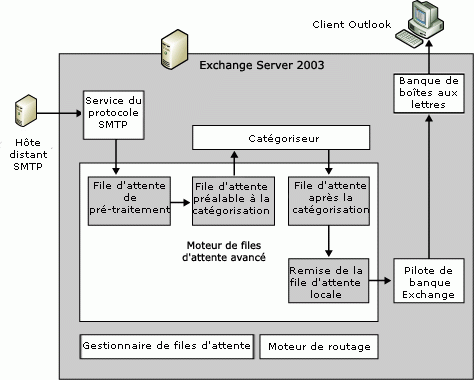 Client Outlook
Exchange Server 2003
Service du
protocole
SMTP
Banque de
boîtes aux
lettres
Hôte
distant
SMTP
Catégoriseur
File d'attente
de
pré-traitement
File d'attente
préalable à la
catégorisation
File d'attente
après la
catégorisation
Moteur de files
d'attente avancé
Remise de la
file d'attente
locale
Pilote de
banque
Exchange
Gestionnaire de files d'attente
Moteur de routage